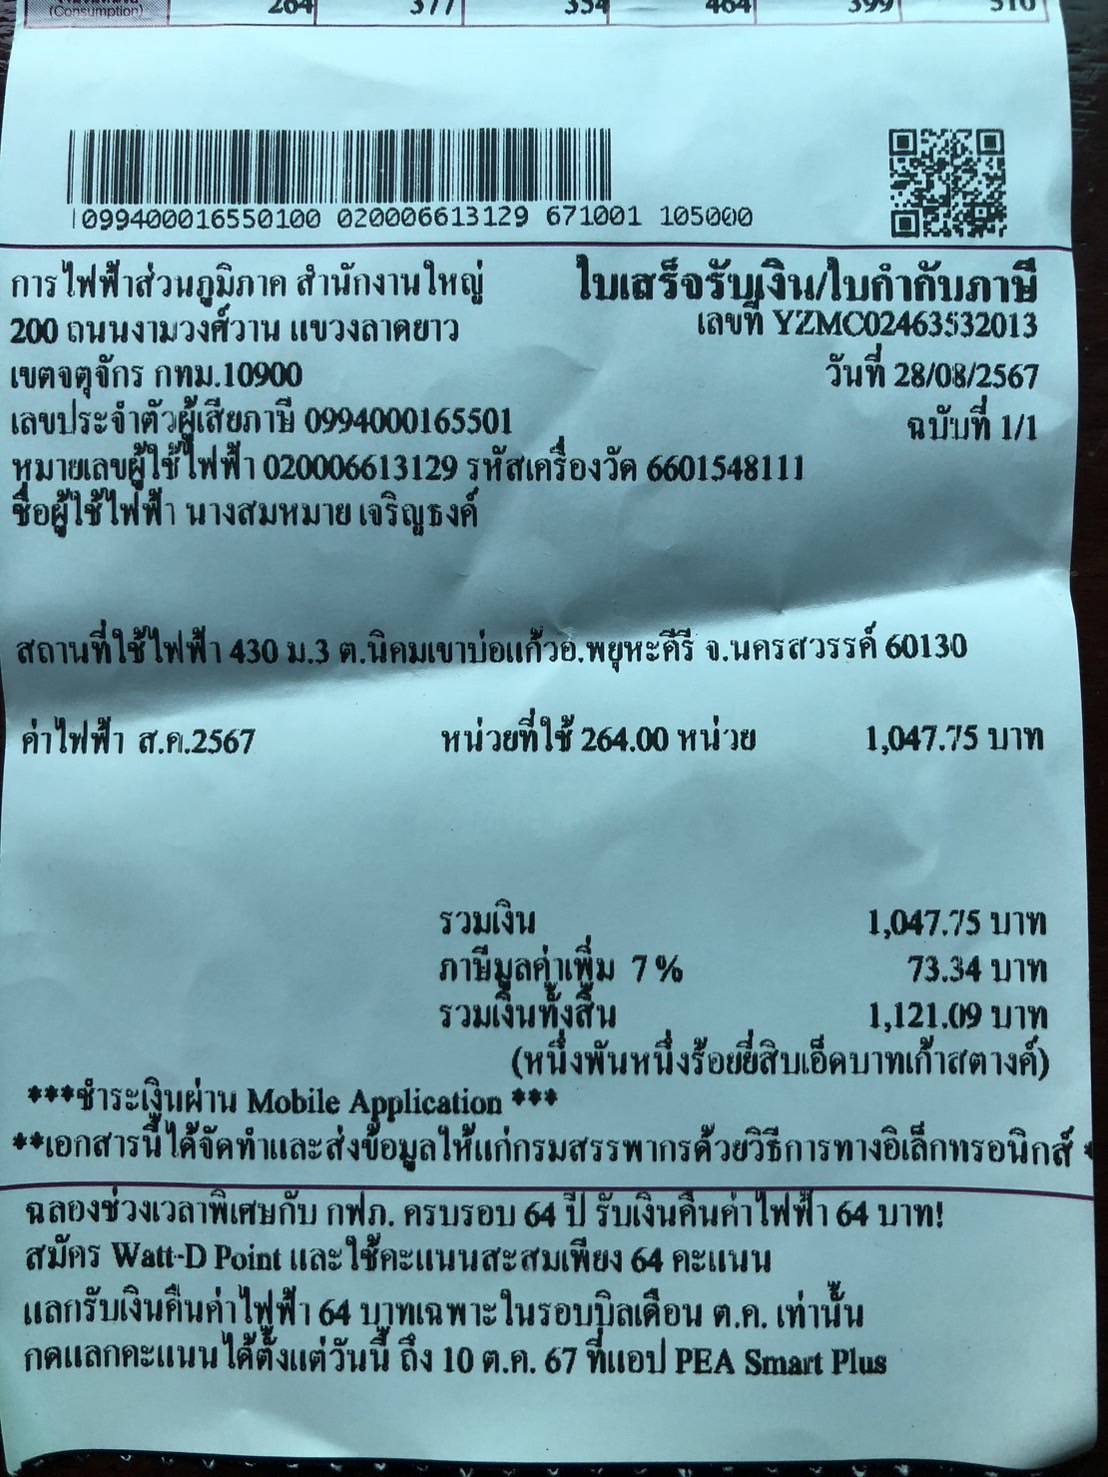 (Consumption) 264 377 354 464 399 510
099400016550100 020006613129 671001 105000
การไฟฟ้าส่วนภูมิภาค สำนักงานใหญ่ ใบเสร็จรับเงิน/ใบกำกับภาษี
200 ถนนงามวงศ์วาน แขวงลาดยาว เลขที่ YZMC02463532013
เขตจตุจักร กทม.10900 วันที่ 28/08/2567
เลขประจำตัวผู้เสียภาษี 0994000165501 ฉบับที่ 1/1
หมายเลขผู้ใช้ไฟฟ้า 020006613129 รหัสเครื่องวัด 6601548111
ชื่อผู้ใช้ไฟฟ้า นางสมหมาย เจริญธงค์
สถานที่ใช้ไฟฟ้า 430 ม.3 ต.นิคมเขาบ่อแก้วอ.พยุหะคีรี จ.นครสวรรค์ 60130
ค่าไฟฟ้า ส.ค.2567 หน่วยที่ใช้ 264.00 หน่วย 1,047.75 บาท
รวมเงิน 1,047.75 บาท
ภาษีมูลค่าเพิ่ม 7 % 73.34 บาท
รวมเงินทั้งสิ้น 1,121.09 บาท
(หนึ่งพันหนึ่งร้อยยี่สิบเอ็ดบาทเก้าสตางค์)
***ชำระเงินผ่าน Mobile Application ***
**เอกสารนี้ได้จัดทำและส่งข้อมูลให้แก่กรมสรรพากรด้วยวิธีการทางอิเล็กทรอนิกส์ *
ฉลองช่วงเวลาพิเศษกับ กฟภ. ครบรอบ 64 ปี รับเงินคืนค่าไฟฟ้า 64 บาท!
สมัคร Watt-D Point และใช้คะแนนสะสมเพียง 64 คะแนน
แลกรับเงินคืนค่าไฟฟ้า 64 บาทเฉพาะในรอบบิลเดือน ต.ค. เท่านั้น
กดแลกคะแนนได้ตั้งแต่วันนี้ ถึง 10 ต.ค. 67 ที่แอป PEA Smart Plus